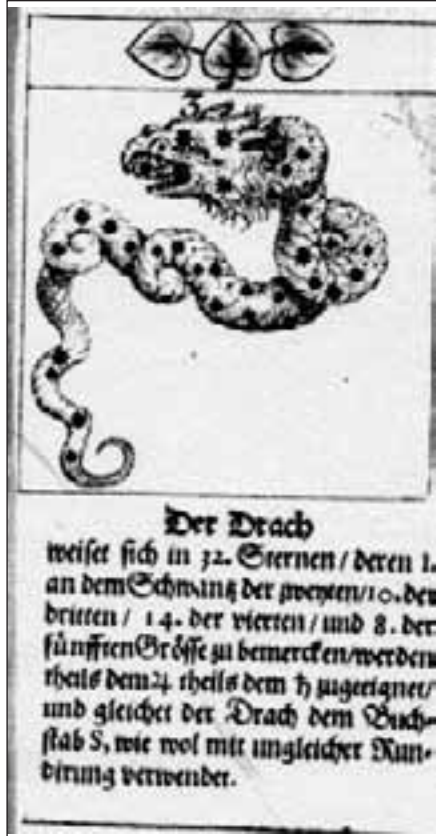 Der Drach
weiset sich in 32. Sternen / deren 1.
an dem Schwantz der zweyten / 10. der
dritten / 14. der vierten / und 8. der
fünfften Grösse zu bemercken / werden
theils dem ♃ theils dem ♄ zugeeignet /
und gleichet der Drach dem Buch-
stab S, wie wol mit ungleicher Run-
dirung verwendet.